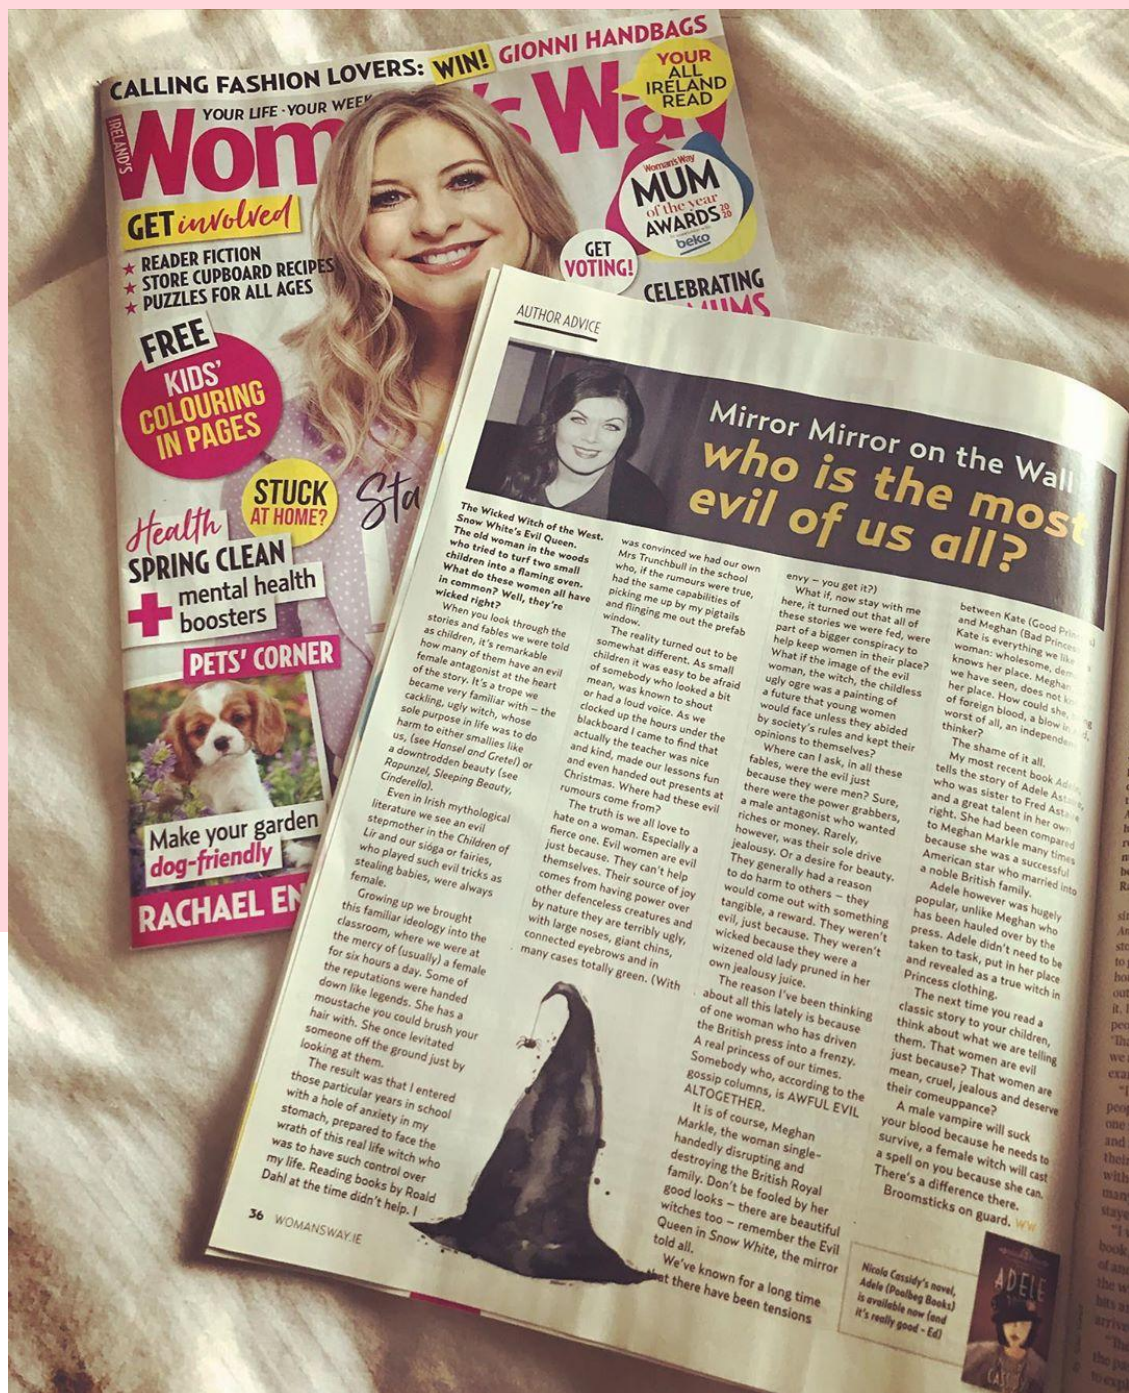 CALLING FASHION LOVERS: WIN! GIONNI HANDBAGS
YOUR LIFE · YOUR WEEK
IRELAND'S
Wom 's Way
YOUR
ALL
IRELAND
READ
Woman's Way
MUM
of the year
AWARDS 2020
beko
GET
VOTING!
CELEBRATING
MUMS
GET involved
★ READER FICTION
★ STORE CUPBOARD RECIPES
★ PUZZLES FOR ALL AGES
FREE
KIDS'
COLOURING
IN PAGES
STUCK
AT HOME?
Sta
Health
SPRING CLEAN
+ mental health
boosters
PETS' CORNER
Make your garden
dog-friendly
RACHAEL EN
AUTHOR ADVICE
Mirror Mirror on the Wall
who is the most
evil of us all?
The Wicked Witch of the West.
Snow White's Evil Queen.
The old woman in the woods
who tried to turf two small
children into a flaming oven.
What do these women all have
in common? Well, they're
wicked right?
When you look through the
stories and fables we were told
as children, it's remarkable
how many of them have an evil
female antagonist at the heart
of the story. It's a trope we
became very familiar with – the
cackling, ugly witch, whose
sole purpose in life was to do
harm to either smallies like
us, (see Hansel and Gretel) or
a downtrodden beauty (see
Rapunzel, Sleeping Beauty,
Cinderella).
Even in Irish mythological
literature we see an evil
stepmother in the Children of
Lir and our sióga or fairies,
who played such evil tricks as
stealing babies, were always
female.
Growing up we brought
this familiar ideology into the
classroom, where we were at
the mercy of (usually) a female
for six hours a day. Some of
the reputations were handed
down like legends. She has a
moustache you could brush your
hair with. She once levitated
someone off the ground just by
looking at them.
The result was that I entered
those particular years in school
with a hole of anxiety in my
stomach, prepared to face the
wrath of this real life witch who
was to have such control over
my life. Reading books by Roald
Dahl at the time didn't help. I
was convinced we had our own
Mrs Trunchbull in the school
who, if the rumours were true,
had the same capabilities of
picking me up by my pigtails
and flinging me out the prefab
window.
The reality turned out to be
somewhat different. As small
children it was easy to be afraid
of somebody who looked a bit
mean, was known to shout
or had a loud voice. As we
clocked up the hours under the
blackboard I came to find that
actually the teacher was nice
and kind, made our lessons fun
and even handed out presents at
Christmas. Where had these evil
rumours come from?
The truth is we all love to
hate on a woman. Especially a
fierce one. Evil women are evil
just because. They can't help
themselves. Their source of joy
comes from having power over
other defenceless creatures and
by nature they are terribly ugly,
with large noses, giant chins,
connected eyebrows and in
many cases totally green. (With
envy – you get it?)
What if, now stay with me
here, it turned out that all of
these stories we were fed, were
part of a bigger conspiracy to
help keep women in their place?
What if the image of the evil
woman, the witch, the childless
ugly ogre was a painting of
a future that young women
would face unless they abided
by society's rules and kept their
opinions to themselves?
Where can I ask, in all these
fables, were the evil just
because they were men? Sure,
there were the power grabbers,
a male antagonist who wanted
riches or money. Rarely,
however, was their sole drive
jealousy. Or a desire for beauty.
They generally had a reason
to do harm to others – they
would come out with something
tangible, a reward. They weren't
evil, just because. They weren't
wicked because they were a
wizened old lady pruned in her
own jealousy juice.
The reason I've been thinking
about all this lately is because
of one woman who has driven
the British press into a frenzy.
A real princess of our times.
Somebody who, according to the
gossip columns, is AWFUL EVIL
ALTOGETHER.
It is of course, Meghan
Markle, the woman single-
handedly disrupting and
destroying the British Royal
family. Don't be fooled by her
good looks – there are beautiful
witches too – remember the Evil
Queen in Snow White, the mirror
told all.
We've known for a long time
that there have been tensions
between Kate (Good Princess)
and Meghan (Bad Princess)
Kate is everything we like
woman: wholesome,
knows her place. Meghan
we have seen, does not
her place. How could she,
of foreign blood, a blow in
worst of all, an independent
thinker?
The shame of it all.
My most recent book Adele,
tells the story of Adele Astaire,
who was sister to Fred Astaire
and a great talent in her own
right. She had been compared
to Meghan Markle many times
because she was a successful
American star who married into
a noble British family.
Adele however was hugely
popular, unlike Meghan who
has been hauled over by the
press. Adele didn't need to be
taken to task, put in her place
and revealed as a true witch in
Princess clothing.
The next time you read a
classic story to your children,
think about what we are telling
them. That women are evil
just because? That women are
mean, cruel, jealous and deserve
their comeuppance?
A male vampire will suck
your blood because he needs to
survive, a female witch will cast
a spell on you because she can.
There's a difference there.
Broomsticks on guard. WW
Nicola Cassidy's novel,
Adele (Poolbeg Books)
is available now (and
it's really good - Ed)
ADELE
36 WOMANSWAY.IE